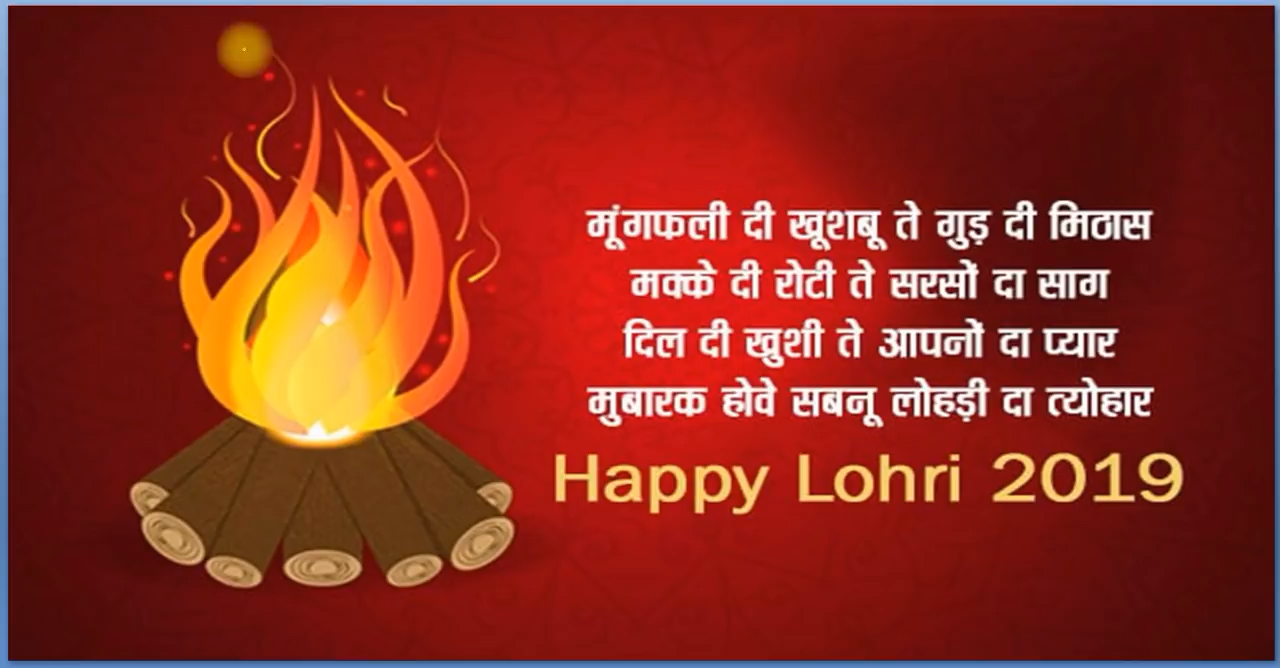 मूंगफली दी खूशबू ते गुड़ दी मिठास
मक्के दी रोटी ते सरसों दा साग
दिल दी खुशी ते आपनों दा प्यार
मुबारक होवे सबनू लोहड़ी दा त्योहार
Happy Lohri 2019